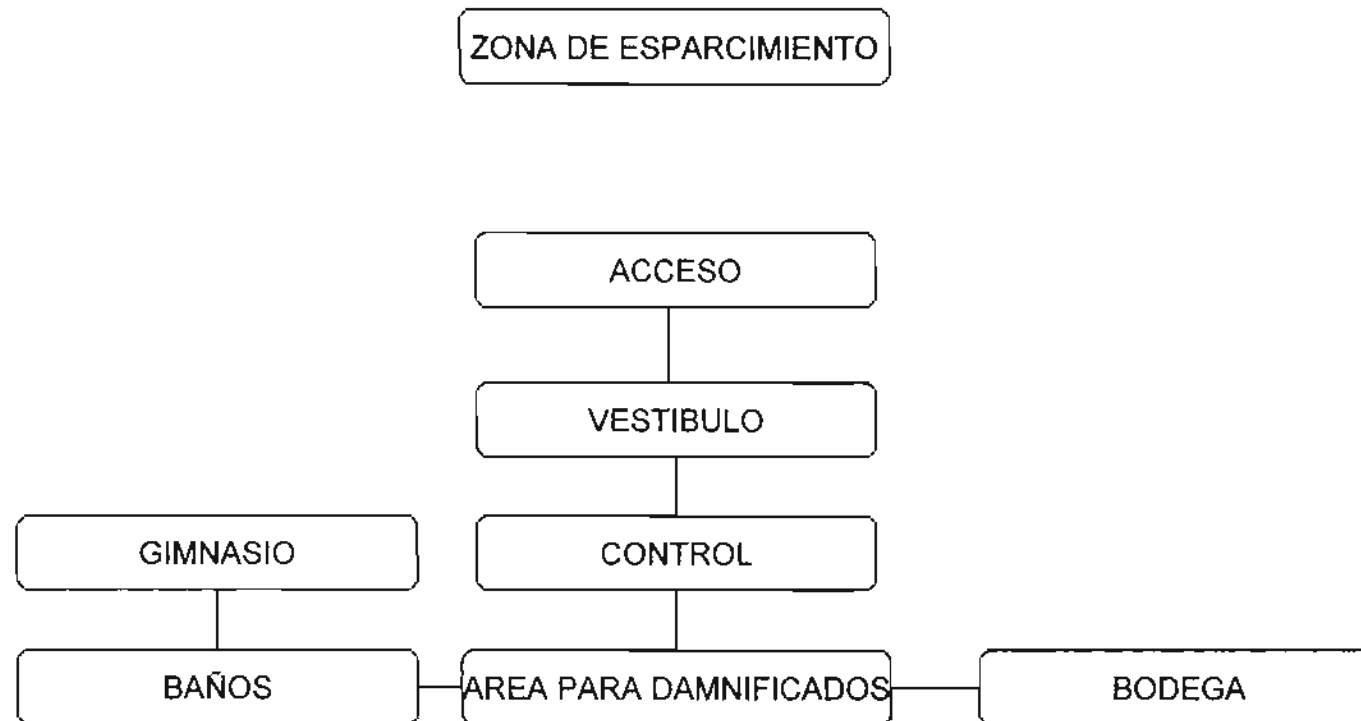 ZONA DE ESPARCIMIENTO
ACCESO
VESTIBULO
GIMNASIO
CONTROL
BAÑOS
AREA PARA DAMNIFICADOS
BODEGA